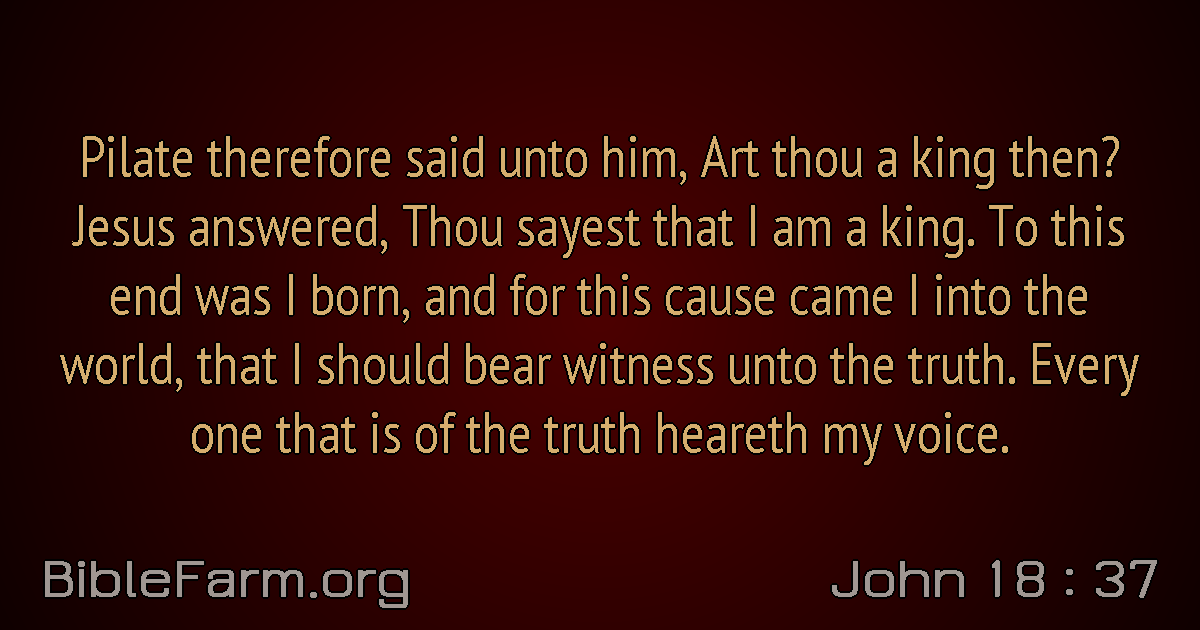 Pilate therefore said unto him, Art thou a king then?
Jesus answered, Thou sayest that I am a king. To this
end was I born, and for this cause came I into the
world, that I should bear witness unto the truth. Every
one that is of the truth heareth my voice.
BibleFarm.org
John 18 : 37